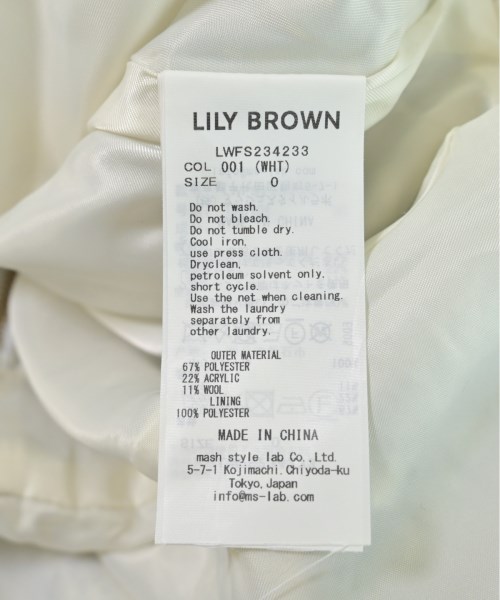 LILY BROWN
LWFS234233
COL 001 (WHT)
SIZE 0
Do not wash.
Do not bleach.
Do not tumble dry.
Cool iron.
use press cloth.
Dryclean,
petroleum solvent only.
short cycle.
Use the net when cleaning.
Wash the laundry
separately from
other laundry.
OUTER MATERIAL
67% POLYESTER
22% ACRYLIC
11% WOOL
LINING
100% POLYESTER
MADE IN CHINA
mash style lab Co., Ltd.
5-7-1 Kojimachi, Chiyoda-ku
Tokyo, Japan
info@ms-lab.com